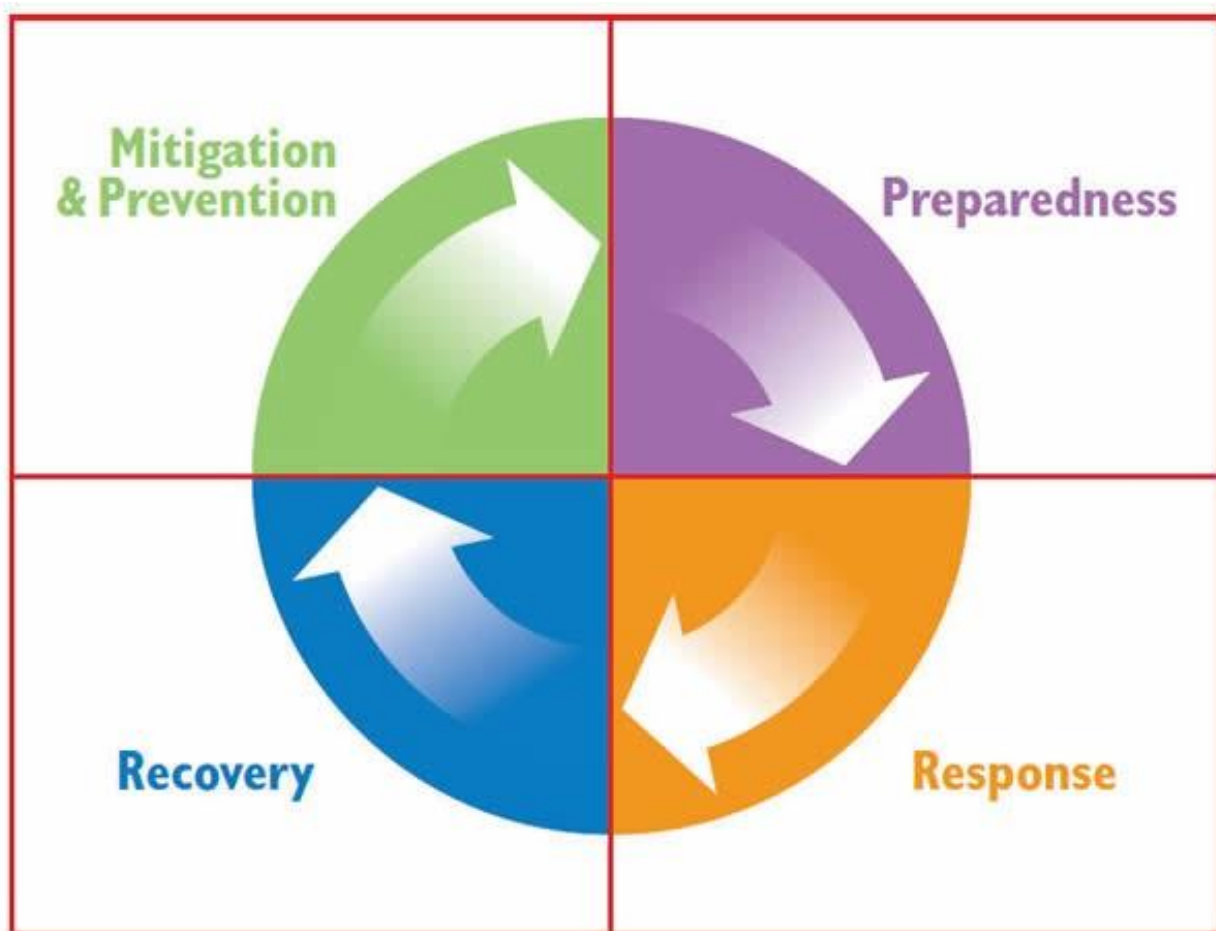 Mitigation
& Prevention
Preparedness
Recovery
Response